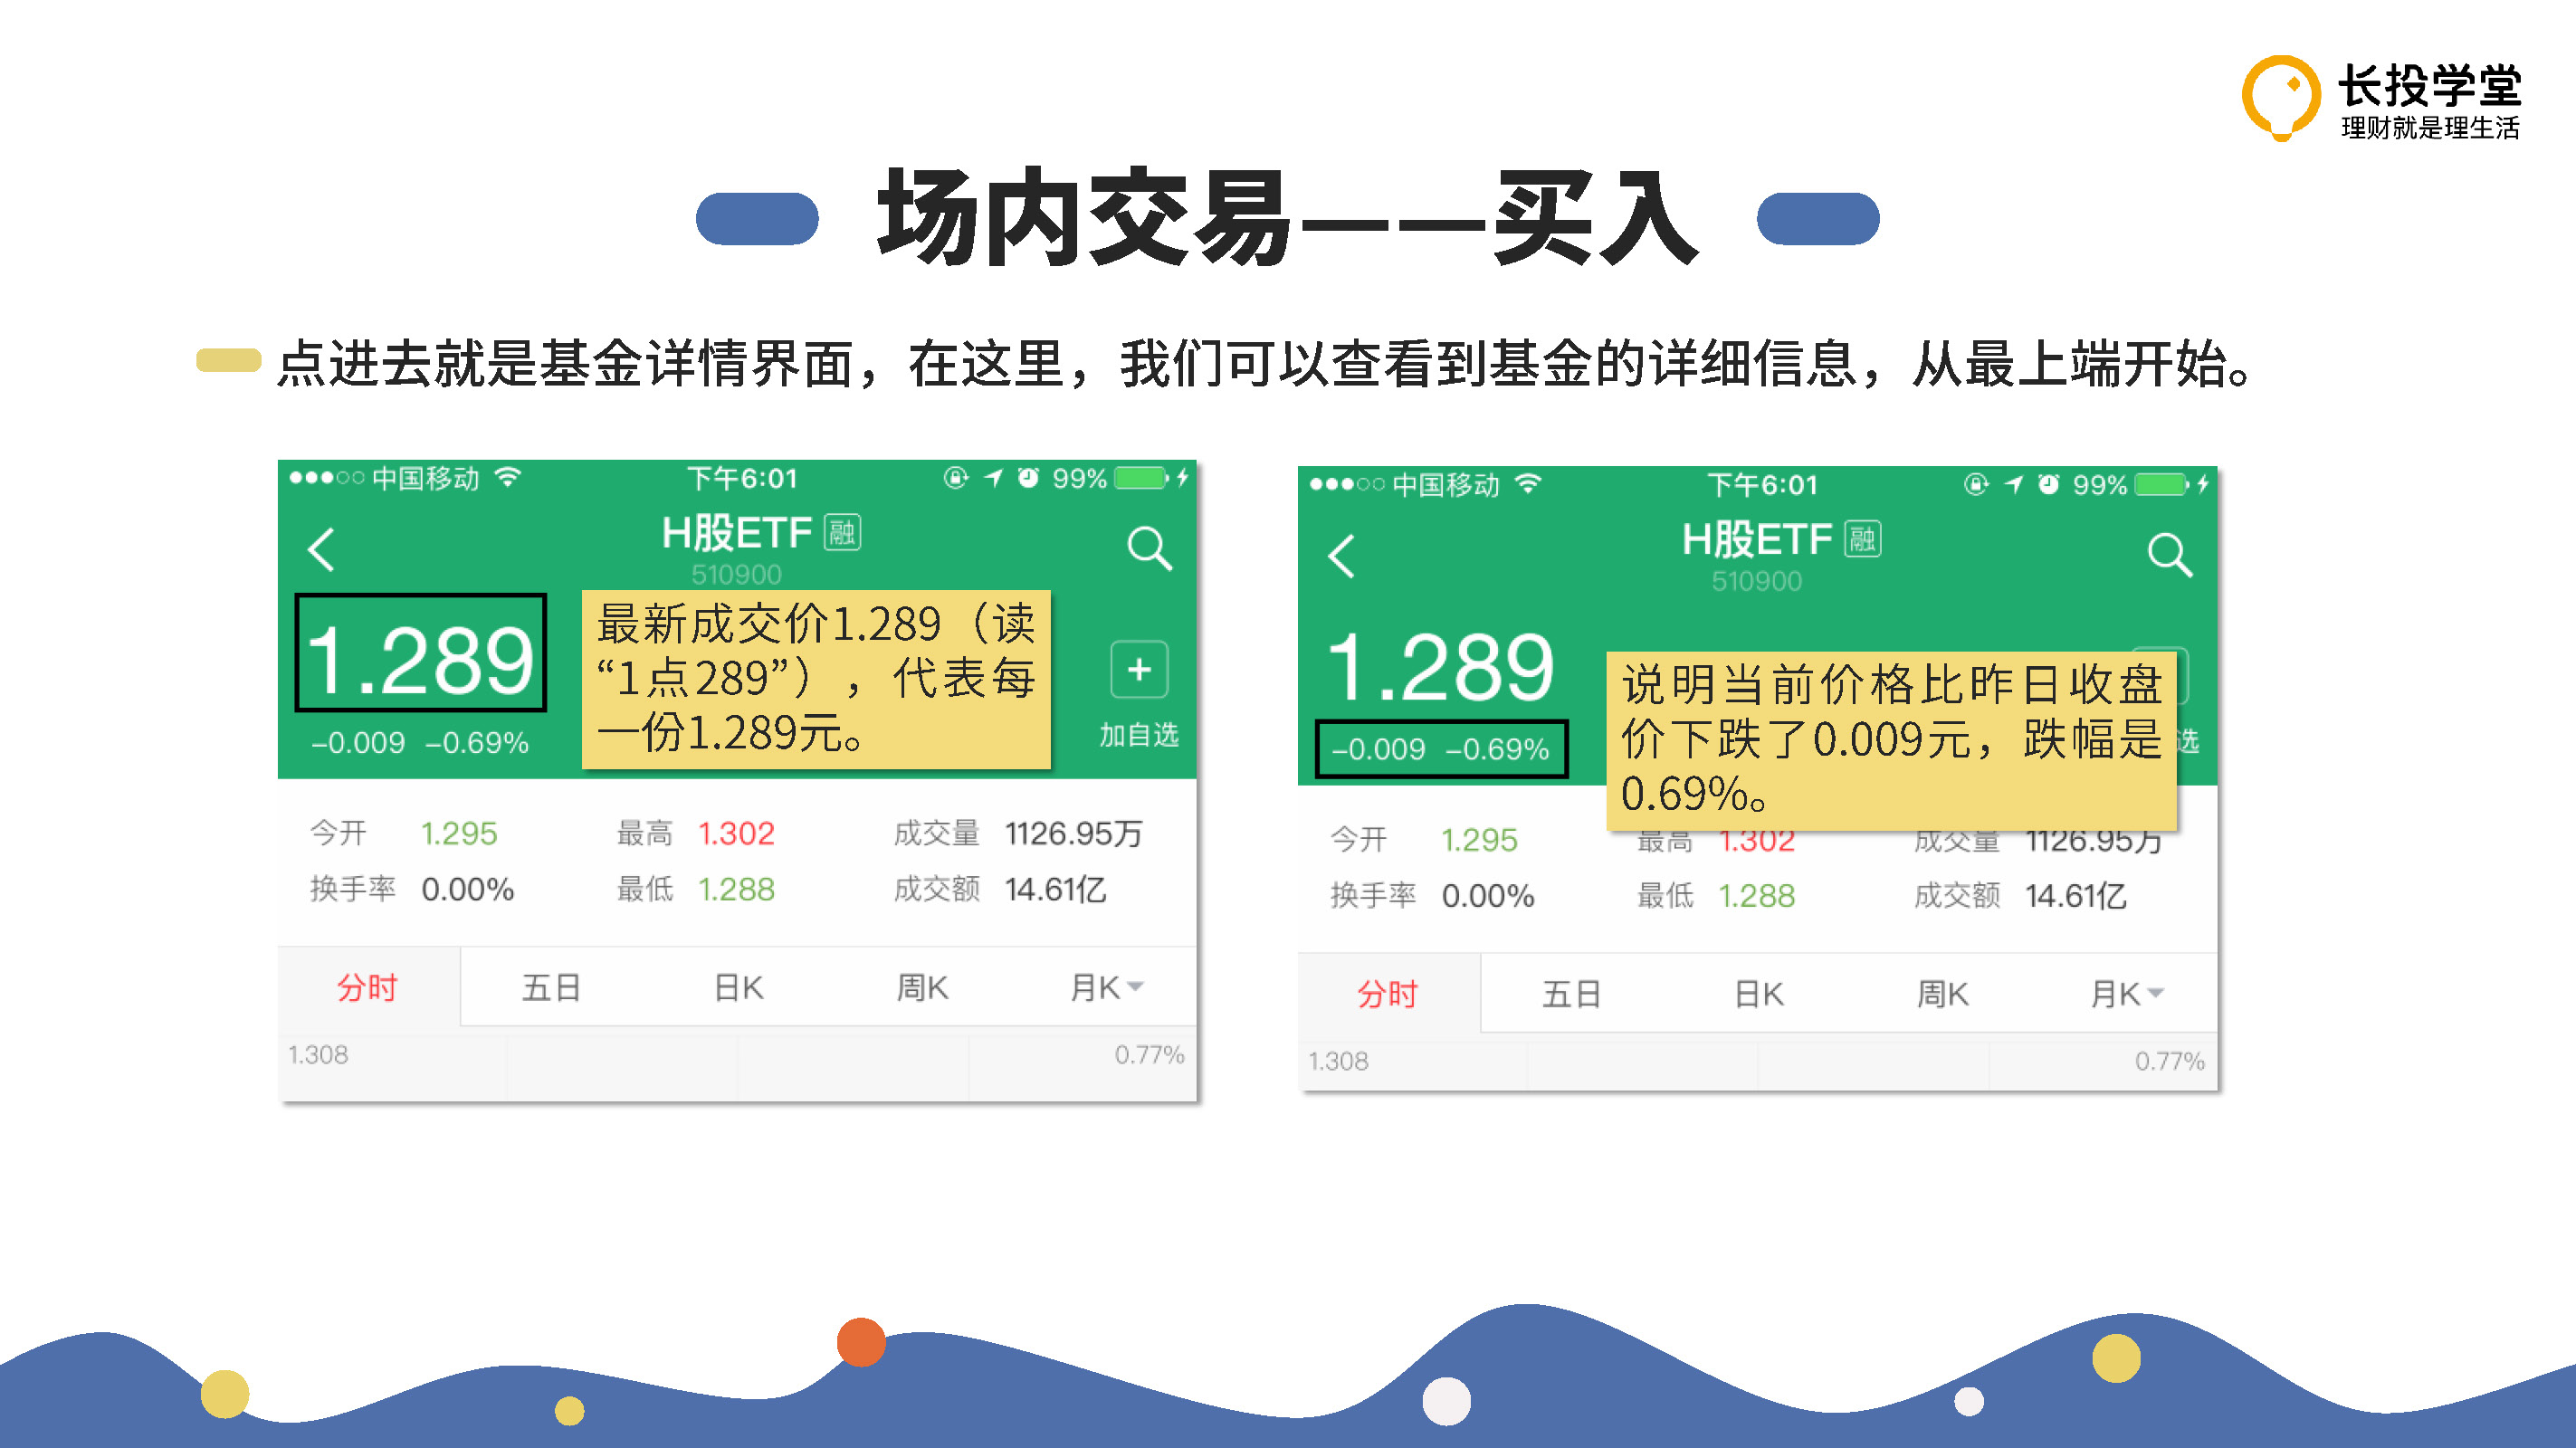 长投学堂
理财就是理生活
场内交易——买入
点进去就是基金详情界面，在这里，我们可以查看到基金的详细信息，从最上端开始。
中国移动 下午6:01 99%
H股ETF 融
510900
1.289
-0.009 -0.69%
最新成交价1.289（读
“1点289”），代表每
一份1.289元。
+
加自选
今开 1.295 最高 1.302 成交量 1126.95万
换手率 0.00% 最低 1.288 成交额 14.61亿
分时 五日 日K 周K 月K
1.308 0.77%
中国移动 下午6:01 99%
H股ETF 融
510900
1.289
-0.009 -0.69%
说明当前价格比昨日收盘
价下跌了0.009元，跌幅是
0.69%。
选
今开 1.295 最高 1.302 成交量 1126.95万
换手率 0.00% 最低 1.288 成交额 14.61亿
分时 五日 日K 周K 月K
1.308 0.77%